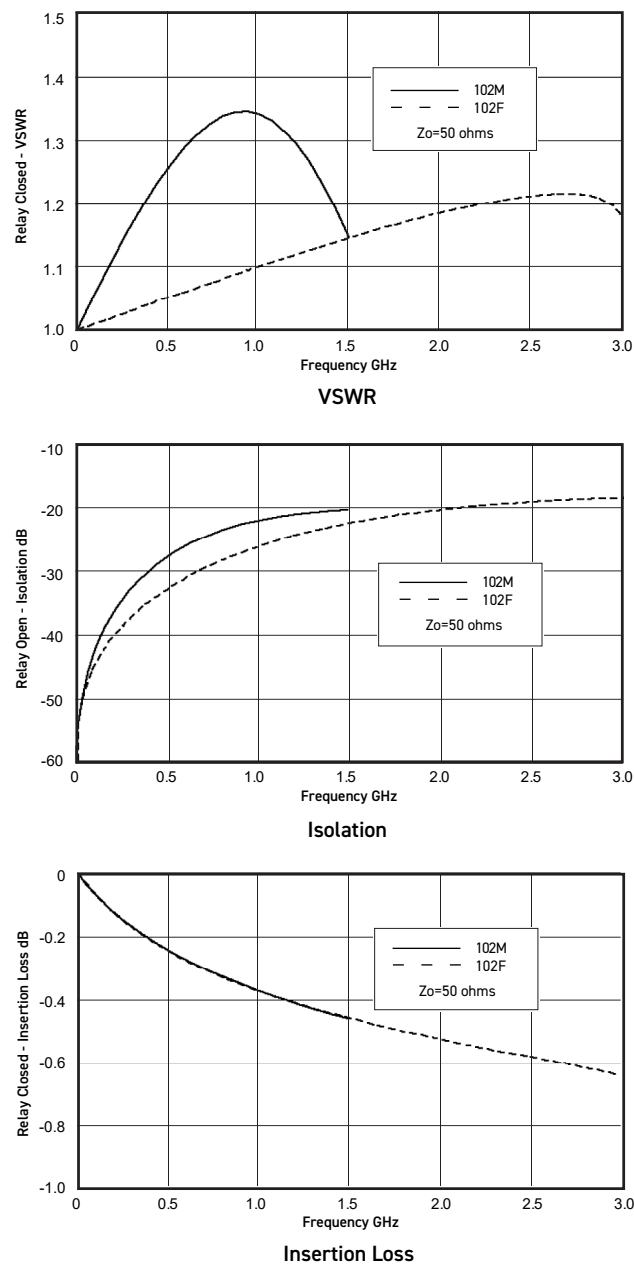 1.5
1.4
1.3
1.2
1.1
1.0
Relay Closed - VSWR
102M
102F
Zo=50 ohms
0 0.5 1.0 1.5 2.0 2.5 3.0
Frequency GHz
VSWR
-10
-20
-30
-40
-50
-60
Relay Open - Isolation dB
102M
102F
Zo=50 ohms
0 0.5 1.0 1.5 2.0 2.5 3.0
Frequency GHz
Isolation
0
-0.2
-0.4
-0.6
-0.8
-1.0
Relay Closed - Insertion Loss dB
102M
102F
Zo=50 ohms
0 0.5 1.0 1.5 2.0 2.5 3.0
Frequency GHz
Insertion Loss